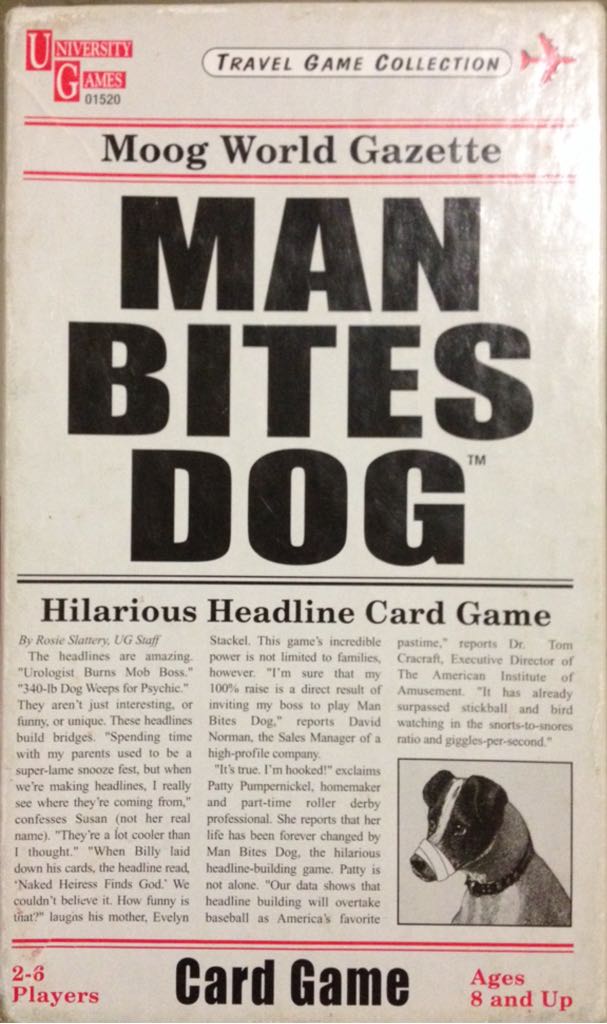 UNIVERSITY
GAMES
01520
TRAVEL GAME COLLECTION
Moog World Gazette
MAN
BITES
DOG™
Hilarious Headline Card Game
By Rosie Slattery, UG Staff
The headlines are amazing.
"Urologist Burns Mob Boss."
"340-lb Dog Weeps for Psychic."
They aren't just interesting, or
funny, or unique. These headlines
build bridges. "Spending time
with my parents used to be a
super-lame snooze fest, but when
we're making headlines, I really
see where they're coming from,"
confesses Susan (not her real
name). "They're a lot cooler than
I thought." "When Billy laid
down his cards, the headline read,
'Naked Heiress Finds God.' We
couldn't believe it. How funny is
that?" laughs his mother, Evelyn
Stackel. This game's incredible
power is not limited to families,
however. "I'm sure that my
100% raise is a direct result of
inviting my boss to play Man
Bites Dog," reports David
Norman, the Sales Manager of a
high-profile company.
"It's true. I'm hooked!" exclaims
Patty Pumpernickel, homemaker
and part-time roller derby
professional. She reports that her
life has been forever changed by
Man Bites Dog, the hilarious
headline-building game. Patty is
not alone. "Our data shows that
headline building will overtake
baseball as America's favorite
pastime," reports Dr. Tom
Cracraft, Executive Director of
The American Institute of
Amusement. "It has already
surpassed stickball and bird
watching in the snorts-to-snores
ratio and giggles-per-second."
2-6
Players
Card Game
Ages
8 and Up